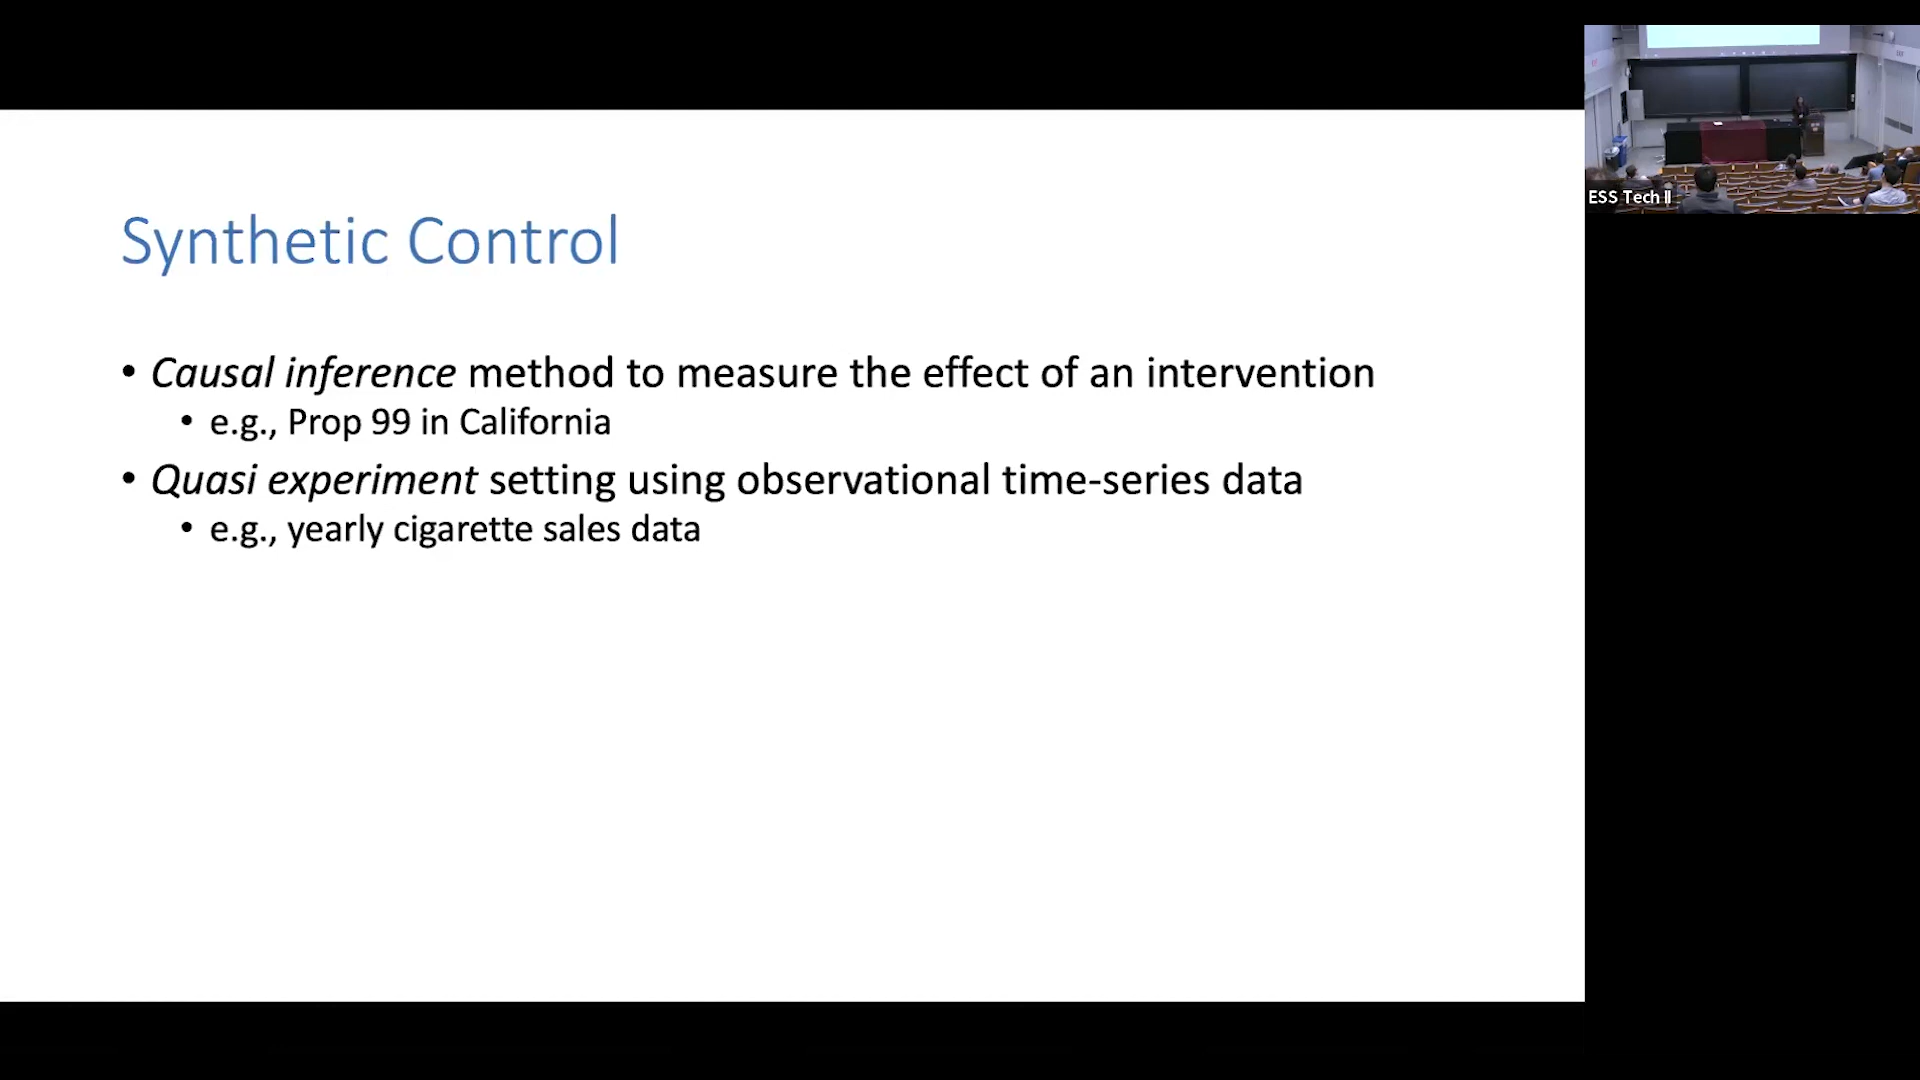 Synthetic Control
• Causal inference method to measure the effect of an intervention
• e.g., Prop 99 in California
• Quasi experiment setting using observational time-series data
• e.g., yearly cigarette sales data
ESS Tech II